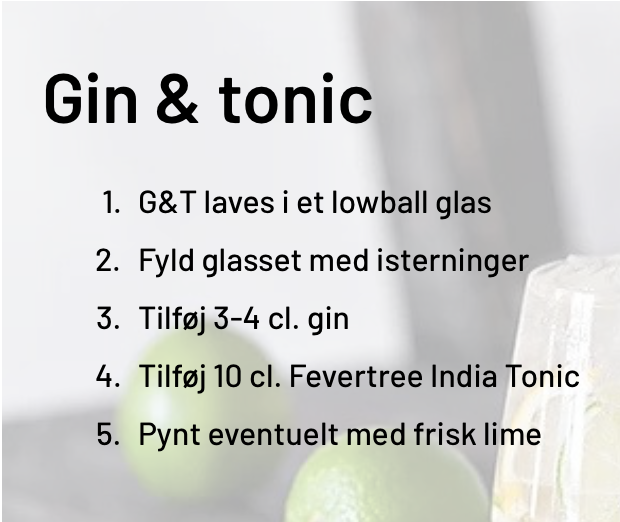 Gin & tonic
1. G&T laves i et lowball glas
2. Fyld glasset med isterninger
3. Tilføj 3-4 cl. gin
4. Tilføj 10 cl. Fevertree India Tonic
5. Pynt eventuelt med frisk lime